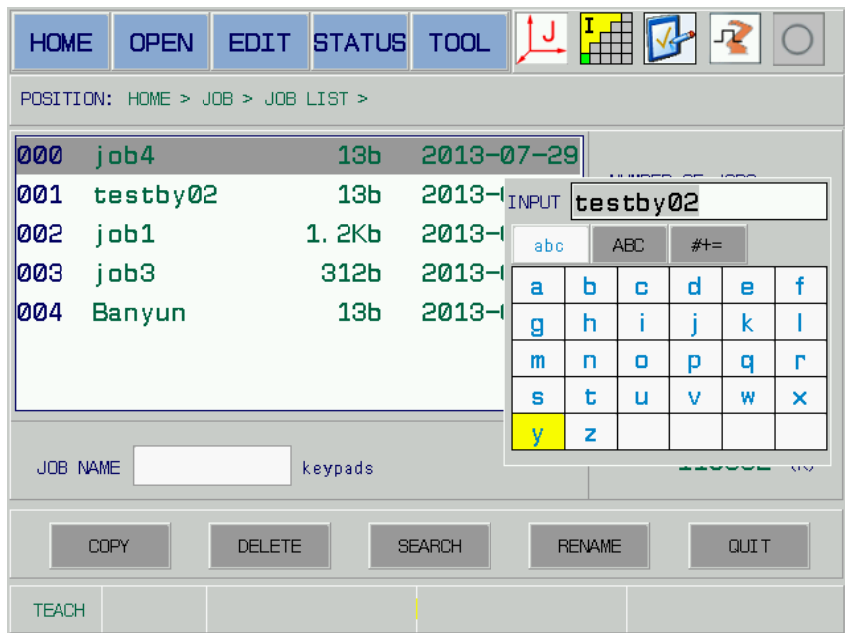 HOME OPEN EDIT STATUS TOOL J I
POSITION: HOME > JOB > JOB LIST >
000 job4 13b 2013-07-29
001 testby02 13b 2013-
002 job1 1.2Kb 2013-
003 job3 312b 2013-
004 Banyun 13b 2013-
INPUT testby02
abc ABC #+=
a b c d e f
g h i j k l
m n o p q r
s t u v w x
y z
JOB NAME keypads
COPY DELETE SEARCH RENAME QUIT
TEACH